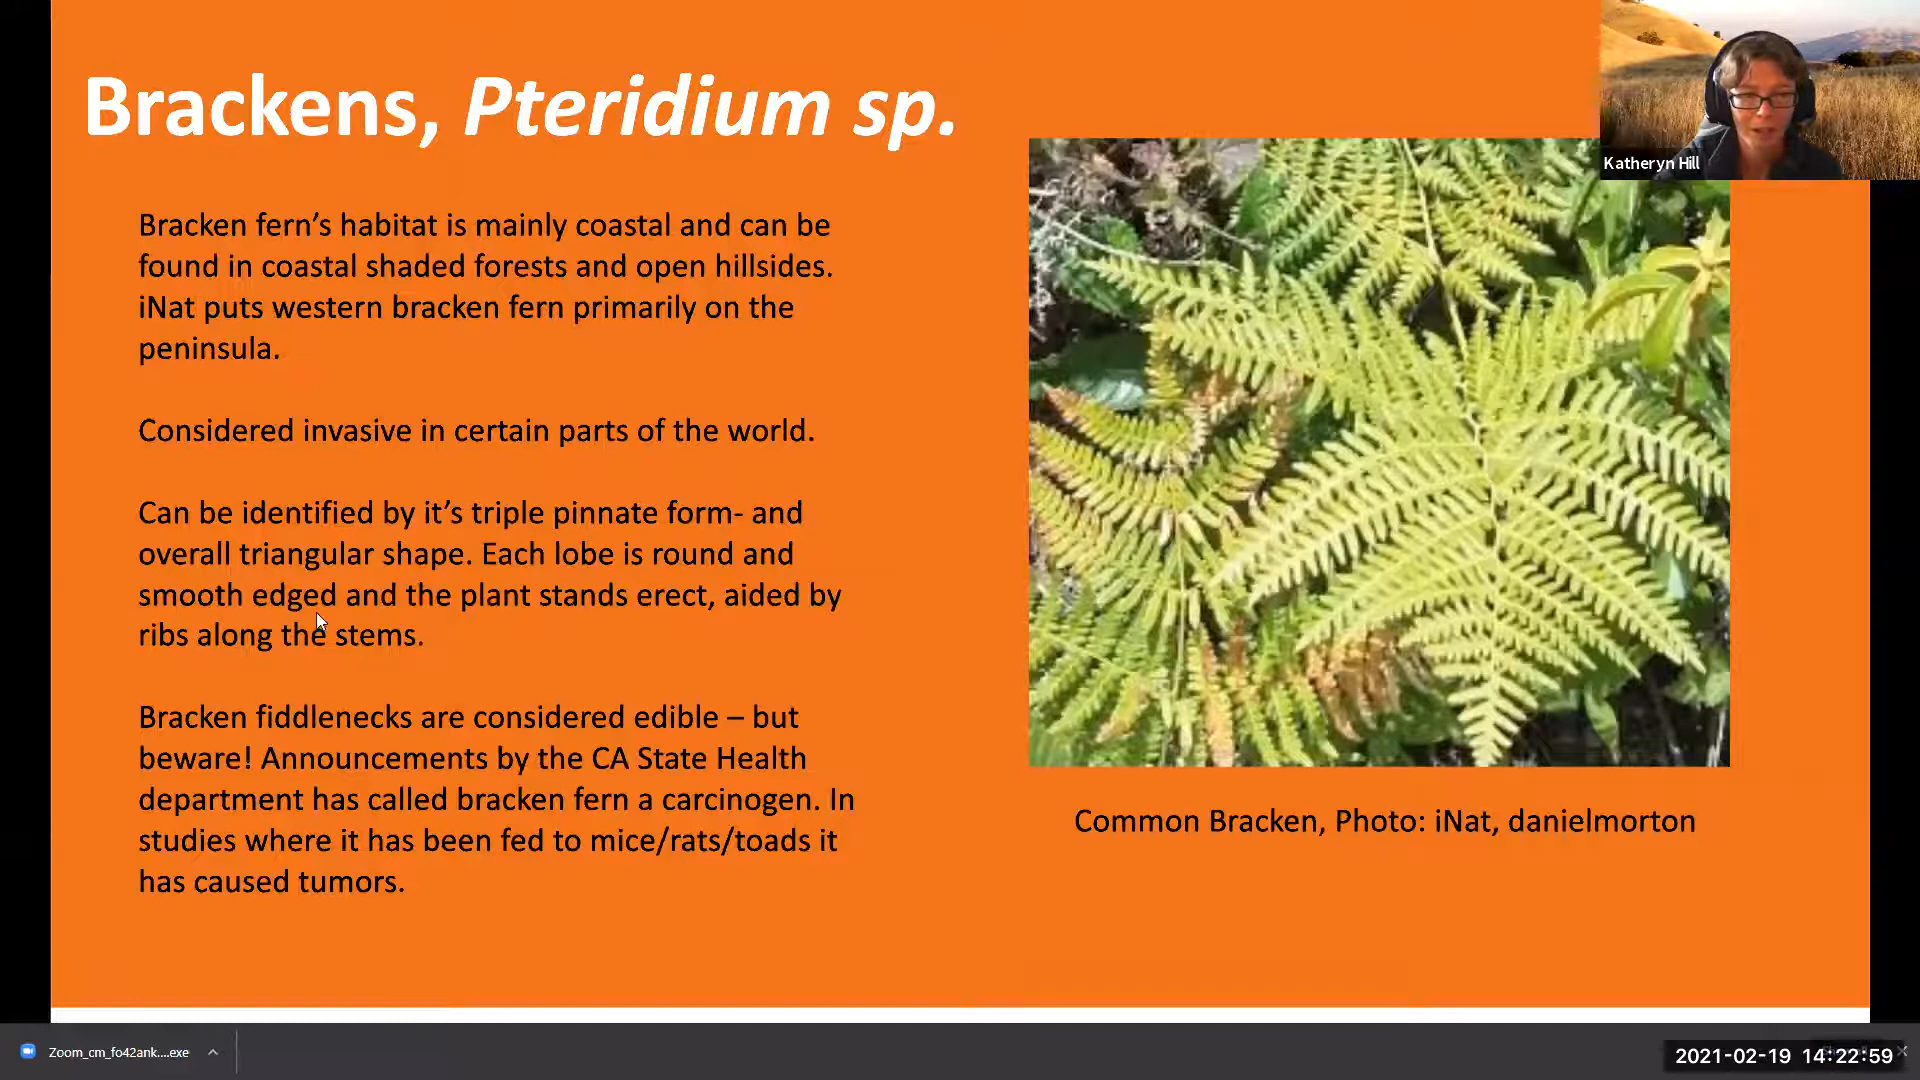 Brackens, Pteridium sp.
Katheryn Hill
Bracken fern’s habitat is mainly coastal and can be
found in coastal shaded forests and open hillsides.
iNat puts western bracken fern primarily on the
peninsula.
Considered invasive in certain parts of the world.
Can be identified by it’s triple pinnate form- and
overall triangular shape. Each lobe is round and
smooth edged and the plant stands erect, aided by
ribs along the stems.
Bracken fiddlenecks are considered edible – but
beware! Announcements by the CA State Health
department has called bracken fern a carcinogen. In
studies where it has been fed to mice/rats/toads it
has caused tumors.
Common Bracken, Photo: iNat, danielmorton
Zoom_cm_fo42ank....exe
2021-02-19 14:22:59